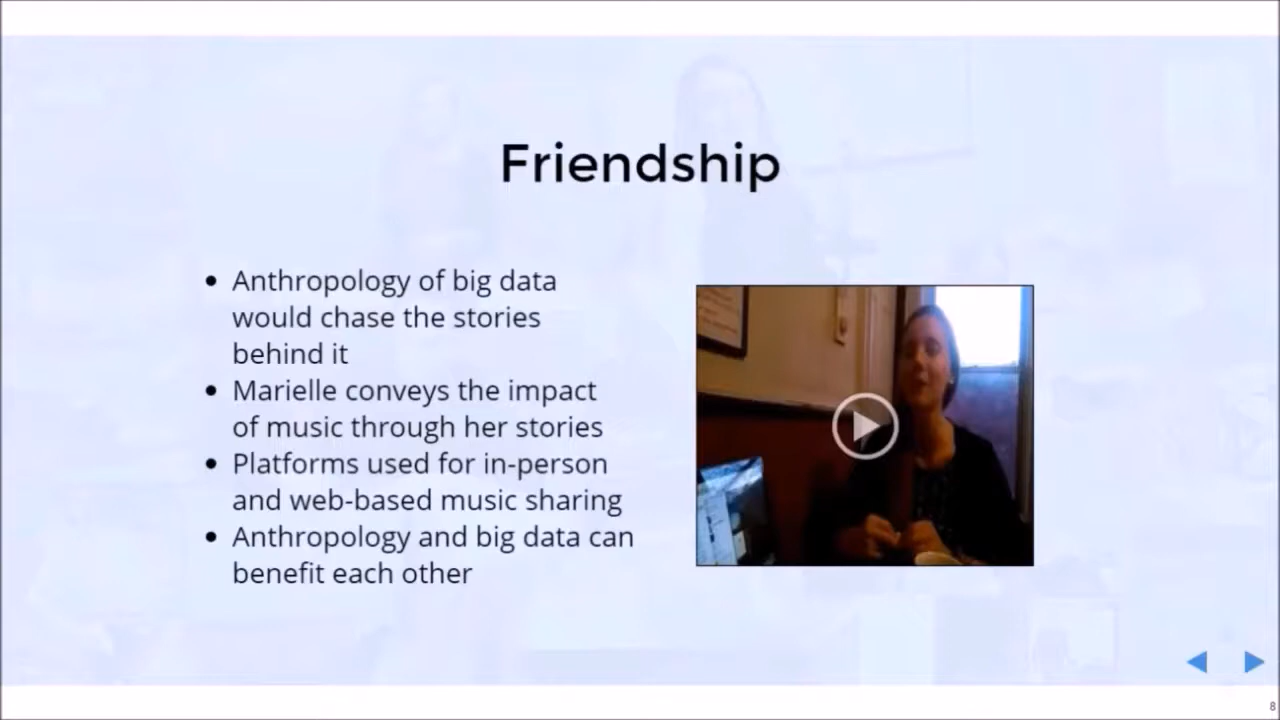 Friendship
• Anthropology of big data
would chase the stories
behind it
• Marielle conveys the impact
of music through her stories
• Platforms used for in-person
and web-based music sharing
• Anthropology and big data can
benefit each other
8